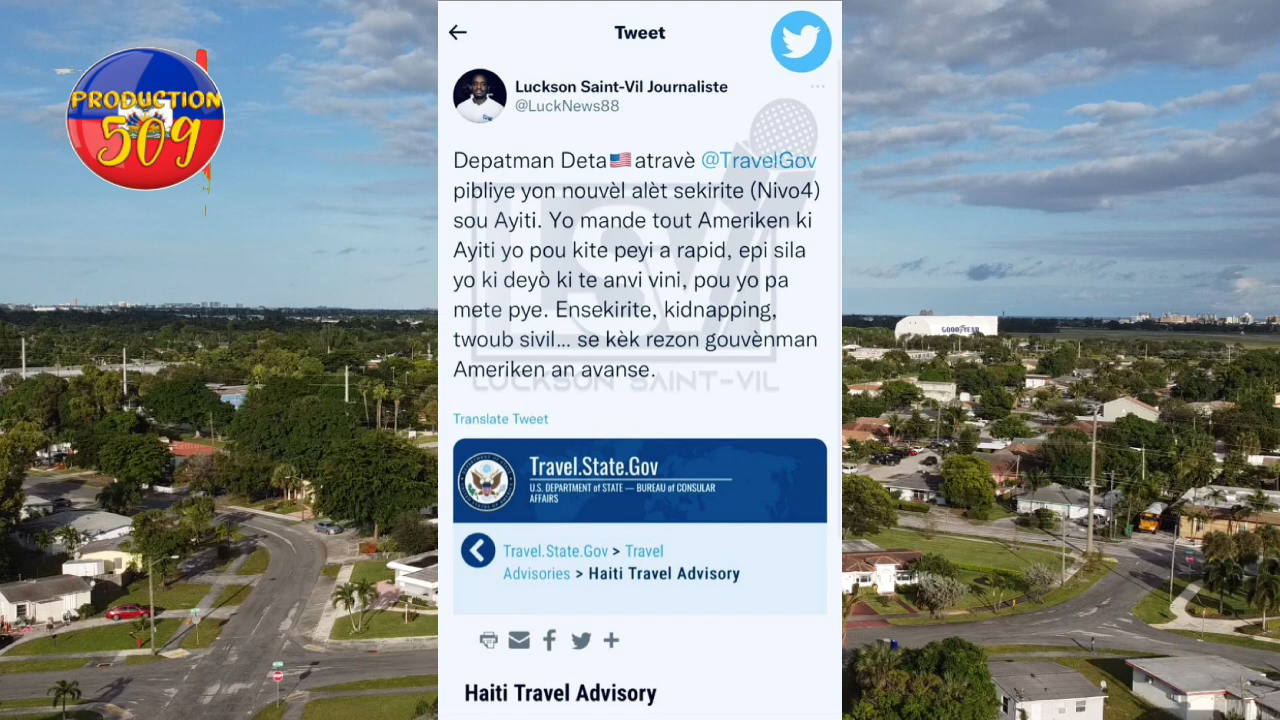 PRODUCTION
509
Tweet
Luckson Saint-Vil Journaliste
@LuckNews88
Depatman Deta🇺🇸atravè @TravelGov
pibliye yon nouvèl alèt sekirite (Nivo4)
sou Ayiti. Yo mande tout Ameriken ki
Ayiti yo pou kite peyi a rapid, epi sila
yo ki deyò ki te anvi vini, pou yo pa
mete pye. Ensekirite, kidnapping,
twoub sivil... se kèk rezon gouvènman
Ameriken an avanse.
LSVJ
LUCKSON SAINT-VIL
Translate Tweet
Travel.State.Gov
U.S. DEPARTMENT of STATE — BUREAU of CONSULAR
AFFAIRS
Travel.State.Gov > Travel
Advisories > Haiti Travel Advisory
Haiti Travel Advisory
GOODYEAR